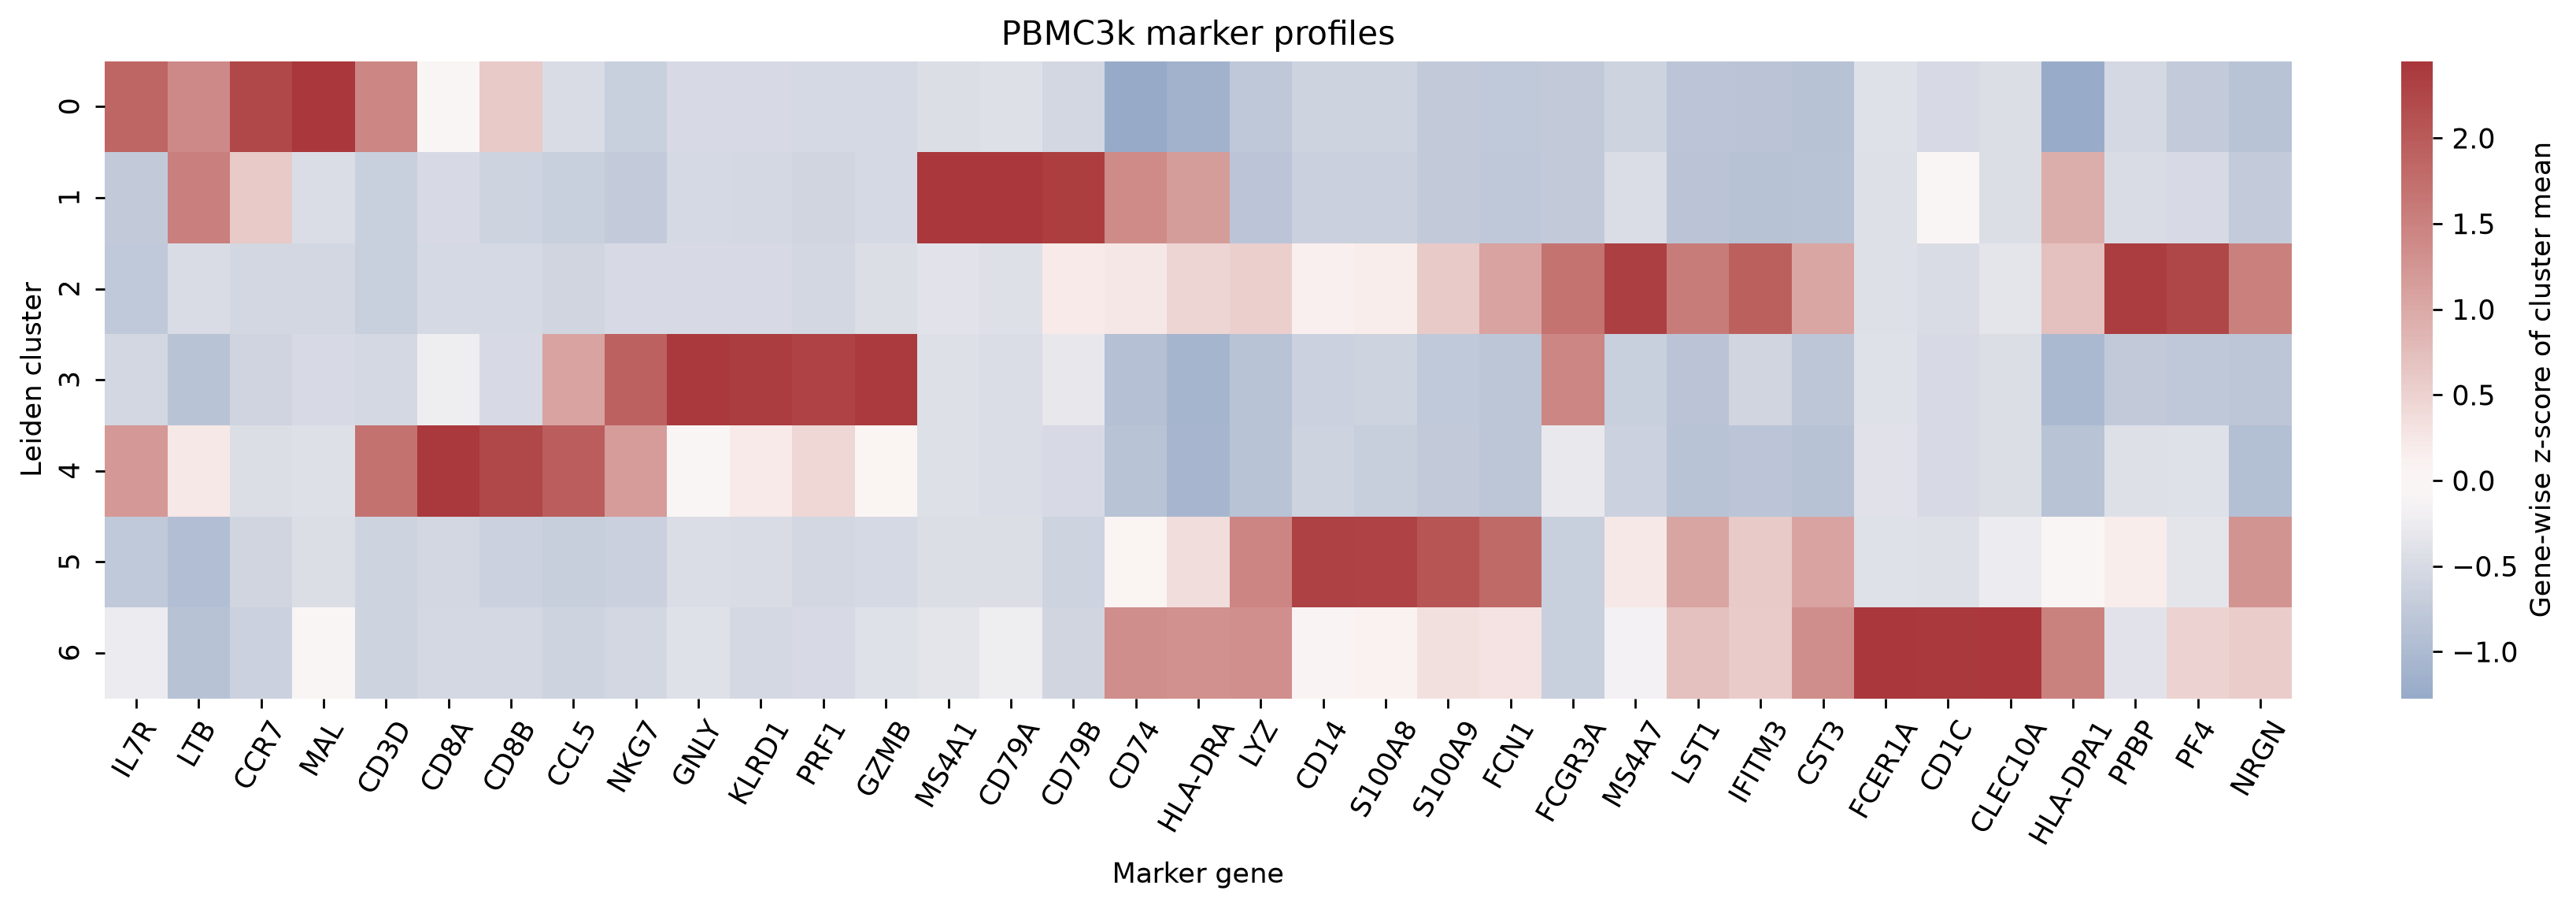 PBMC3k marker profiles
Leiden cluster
0
1
2
3
4
5
6
IL7R
LTB
CCR7
MAL
CD3D
CD8A
CD8B
CCL5
NKG7
GNLY
KLRD1
PRF1
GZMB
MS4A1
CD79A
CD79B
CD74
HLA-DRA
LYZ
CD14
S100A8
S100A9
FCN1
FCGR3A
MS4A7
LST1
IFITM3
CST3
FCER1A
CD1C
CLEC10A
HLA-DPA1
PPBP
PF4
NRGN
Marker gene
2.0
1.5
1.0
0.5
0.0
−0.5
−1.0
Gene-wise z-score of cluster mean